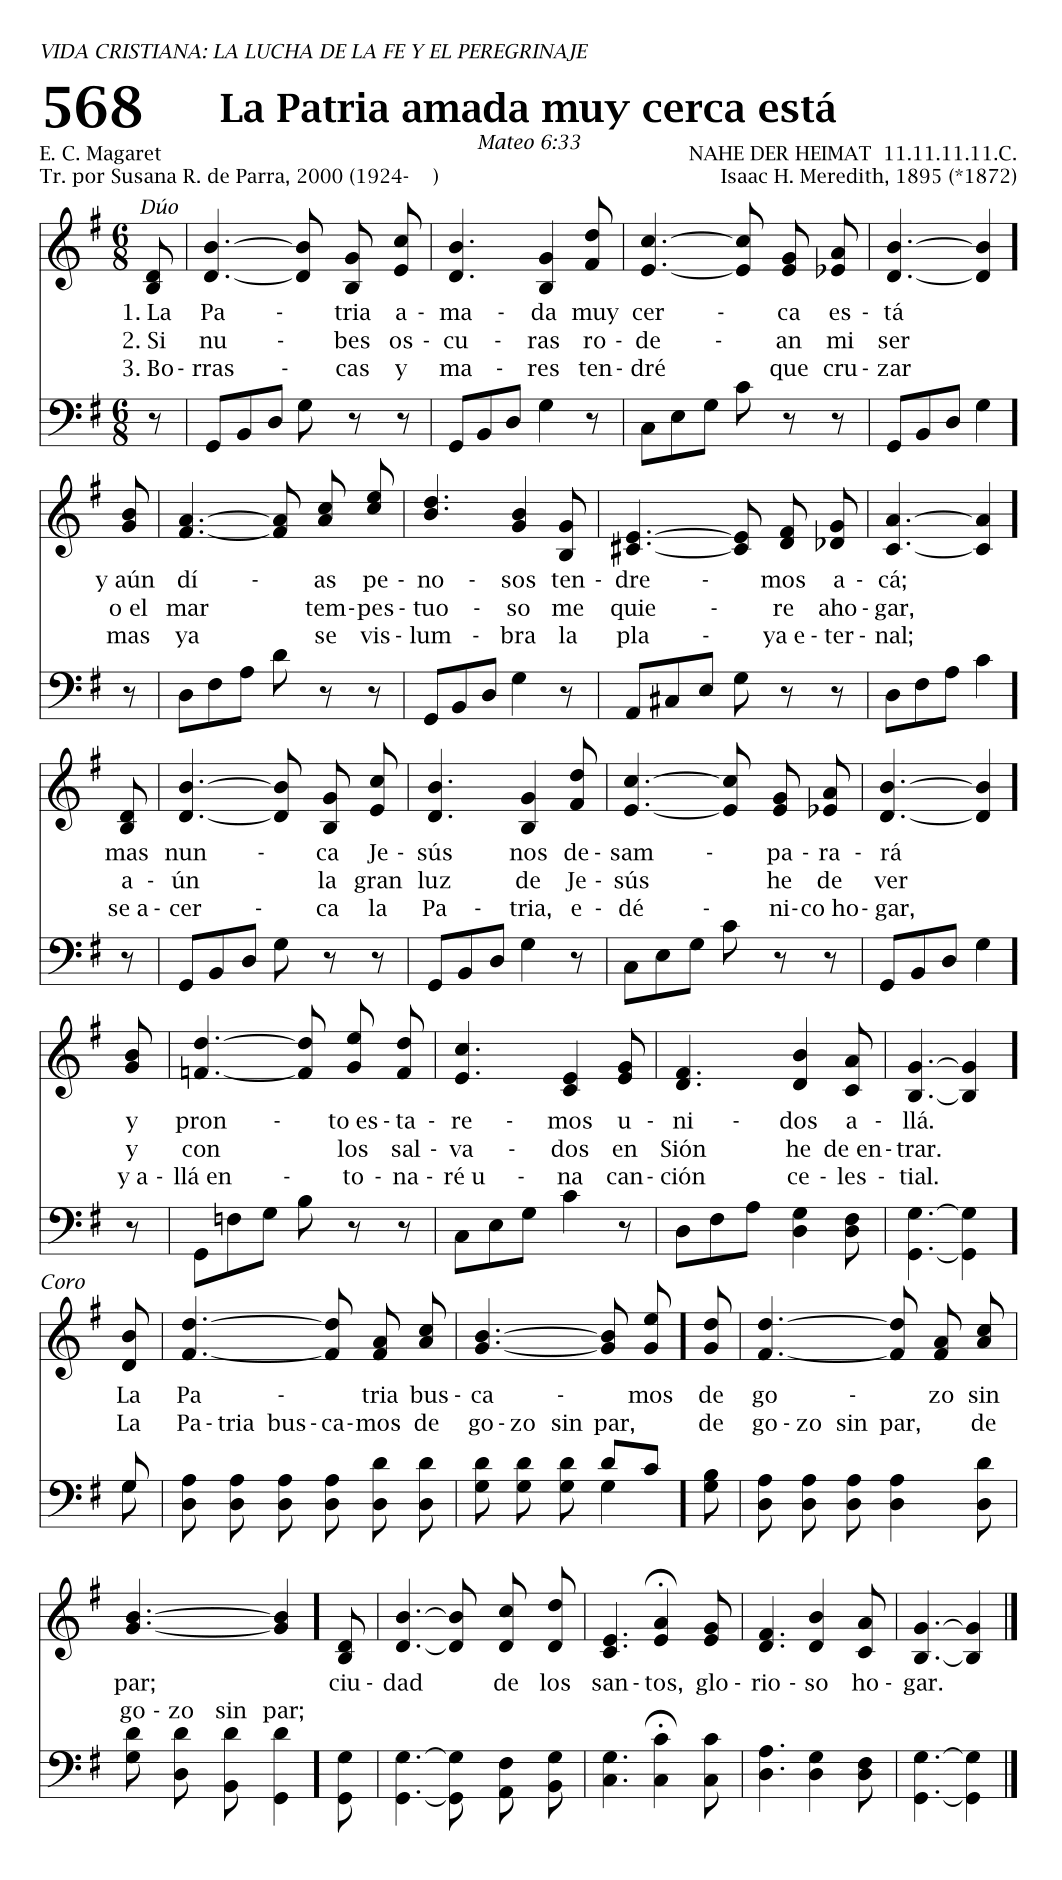 VIDA CRISTIANA: LA LUCHA DE LA FE Y EL PEREGRINAJE
568 La Patria amada muy cerca está
Mateo 6:33
E. C. Magaret NAHE DER HEIMAT 11.11.11.11.C.
Tr. por Susana R. de Parra, 2000 (1924- ) Isaac H. Meredith, 1895 (*1872)
Dúo
6 8
1. La Pa - tria a - ma - da muy cer - ca es - tá
2. Si nu - bes os - cu - ras ro - de - an mi ser
3. Bo - rras - cas y ma - res ten - dré que cru - zar
6 8
y aún dí - as pe - no - sos ten - dre - mos a - cá;
o el mar tem - pes - tuo - so me quie - re aho - gar,
mas ya se vis - lum - bra la pla - ya e - ter - nal;
mas nun - ca Je - sús nos de - sam - pa - ra - rá
a - ún la gran luz de Je - sús he de ver
se a - cer - ca la Pa - tria, e - dé - ni - co ho - gar,
y pron - to es - ta - re - mos u - ni - dos a - llá.
y con los sal - va - dos en Sión he de en - trar.
y a - llá en - to - na - ré u - na can - ción ce - les - tial.
Coro
La Pa - tria bus - ca - mos de go - zo sin
La Pa - tria bus - ca - mos de go - zo sin par, de go - zo sin par, de
par; ciu - dad de los san - tos, glo - rio - so ho - gar.
go - zo sin par;